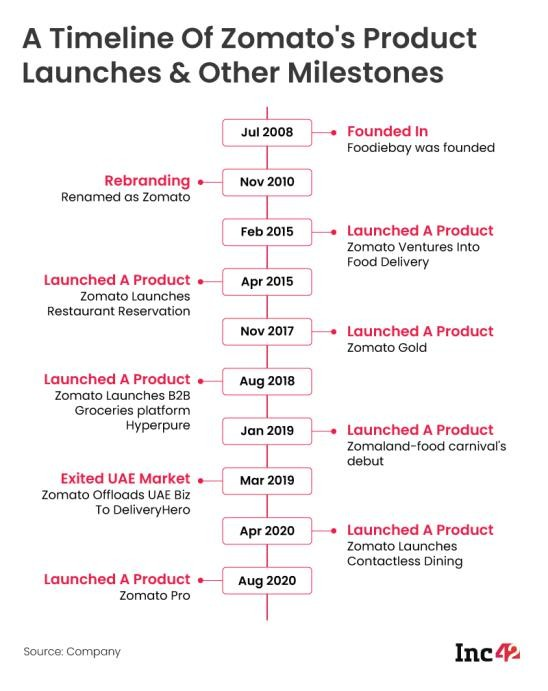 A Timeline Of Zomato's Product
Launches & Other Milestones
Jul 2008
Founded In
Foodiebay was founded
Rebranding
Renamed as Zomato
Nov 2010
Feb 2015
Launched A Product
Zomato Ventures Into
Food Delivery
Launched A Product
Zomato Launches
Restaurant Reservation
Apr 2015
Nov 2017
Launched A Product
Zomato Gold
Launched A Product
Zomato Launches B2B
Groceries platform
Hyperpure
Aug 2018
Jan 2019
Launched A Product
Zomaland-food carnival's
debut
Exited UAE Market
Zomato Offloads UAE Biz
To DeliveryHero
Mar 2019
Apr 2020
Launched A Product
Zomato Launches
Contactless Dining
Launched A Product
Zomato Pro
Aug 2020
Source: Company
Inc42